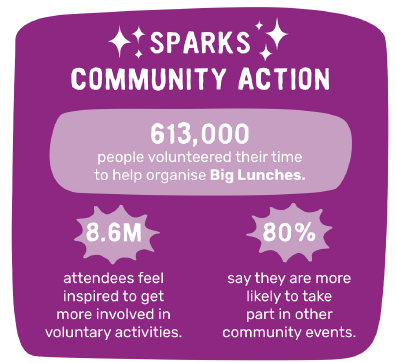 SPARKS
COMMUNITY ACTION
613,000
people volunteered their time
to help organise Big Lunches.
8.6M
attendees feel
inspired to get
more involved in
voluntary activities.
80%
say they are more
likely to take
part in other
community events.